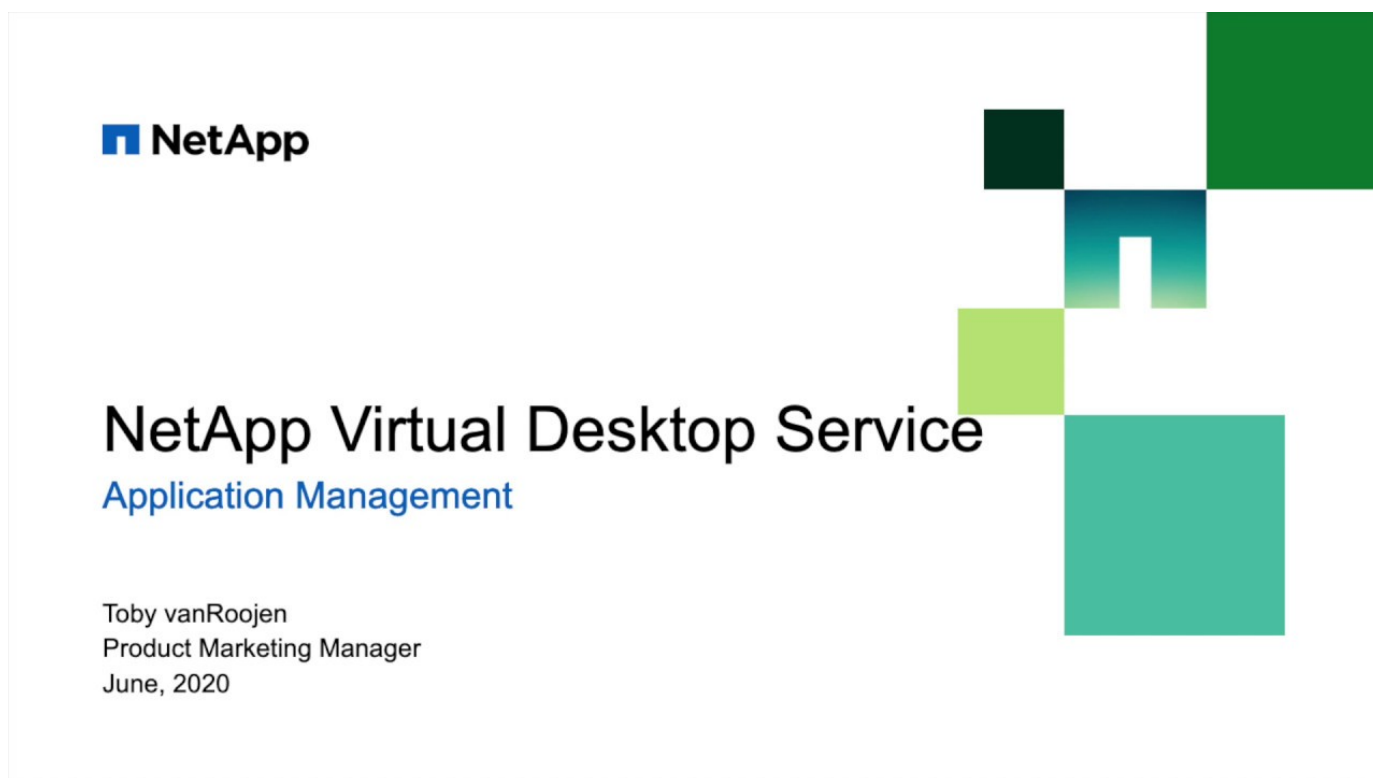 NetApp
NetApp Virtual Desktop Service
Application Management
Toby vanRoojen
Product Marketing Manager
June, 2020